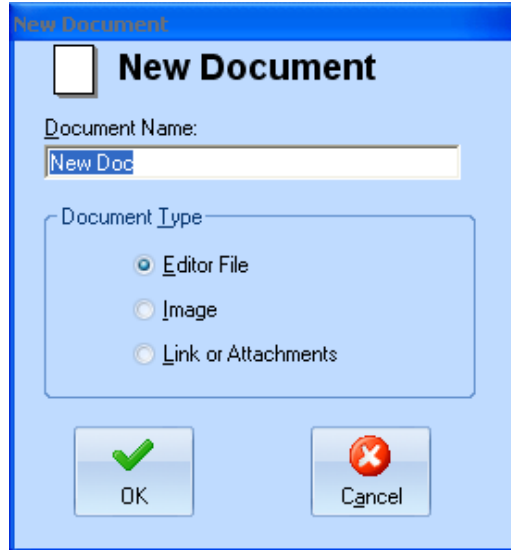 New Document
New Document
Document Name:
New Doc
Document Type
Editor File
Image
Link or Attachments
OK
Cancel